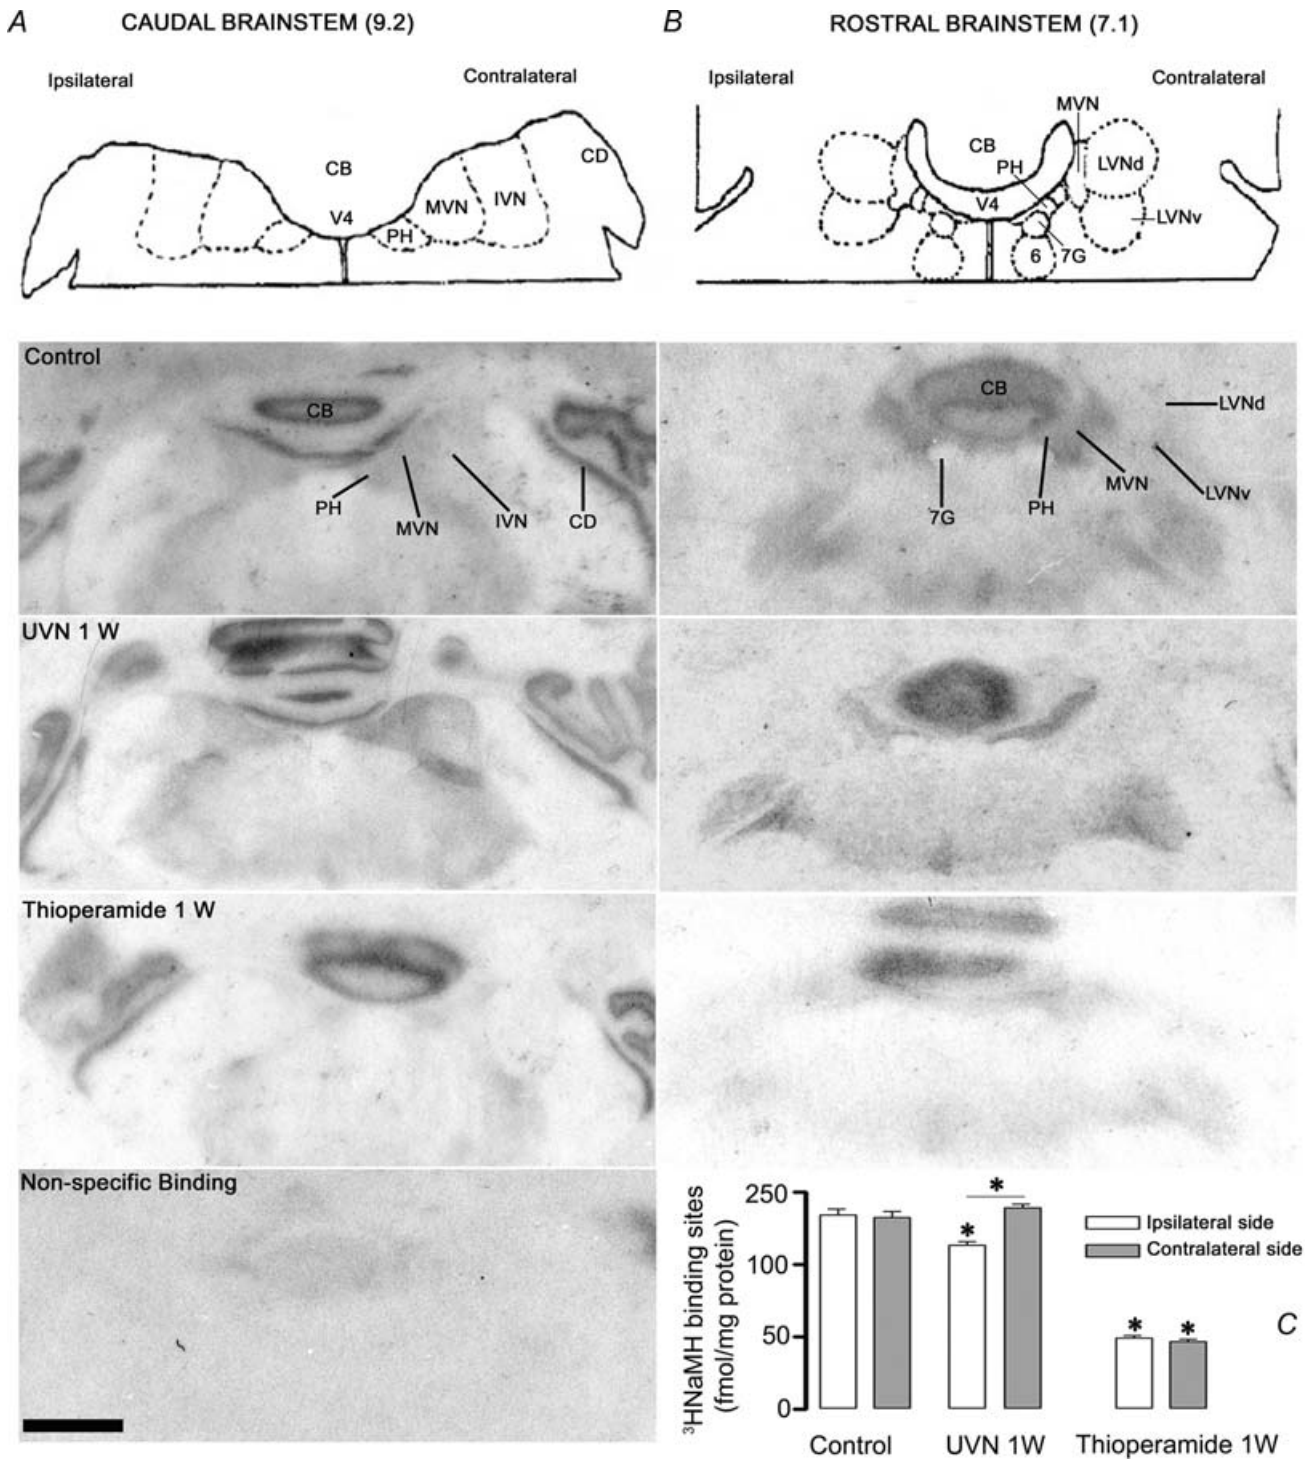 A CAUDAL BRAINSTEM (9.2)
Ipsilateral
Contralateral
CB
CD
V4
MVN
IVN
PH
B ROSTRAL BRAINSTEM (7.1)
Ipsilateral
Contralateral
MVN
CB
PH
LVNd
V4
LVNv
6
7G
Control
CB
PH
MVN
IVN
CD
CB
LVNd
7G
PH
MVN
LVNv
UVN 1 W
Thioperamide 1 W
Non-specific Binding
³HNaMH binding sites
(fmol/mg protein)
250
100
50
0
*
*
*
*
Ipsilateral side
Contralateral side
C
Control
UVN 1W
Thioperamide 1W